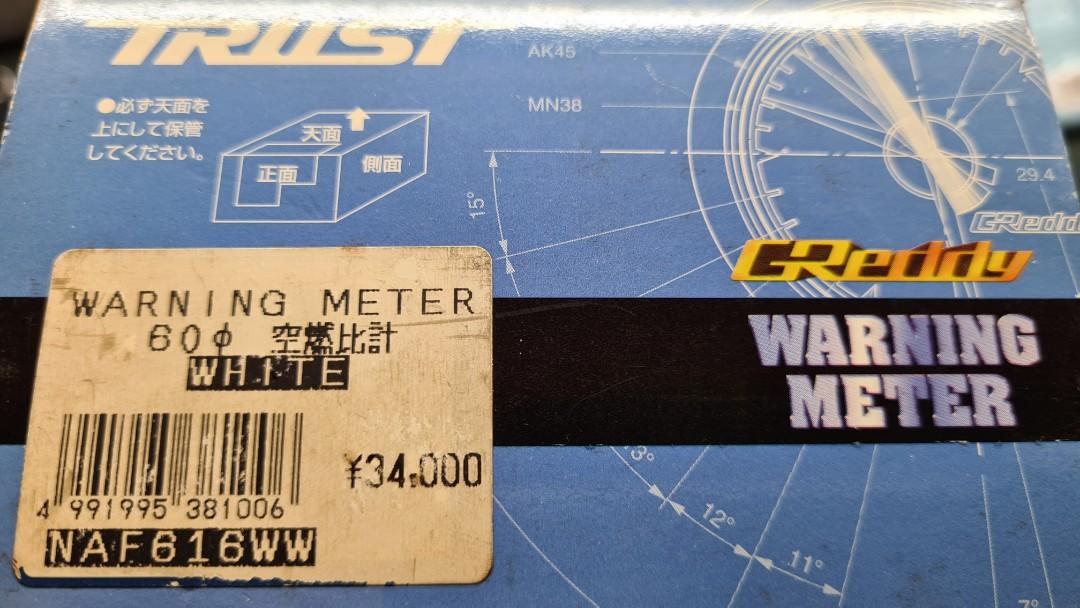 TRUST
●必ず天面を
上にして保管
してください。
天面
正面
側面
AK45
MN38
15°
29.4
GReddy
GReddy
WARNING
METER
WARNING METER
60φ 空燃比計
WHITE
¥34,000
4 991995 381006
NAF616WW
3°
12°
11°
7°